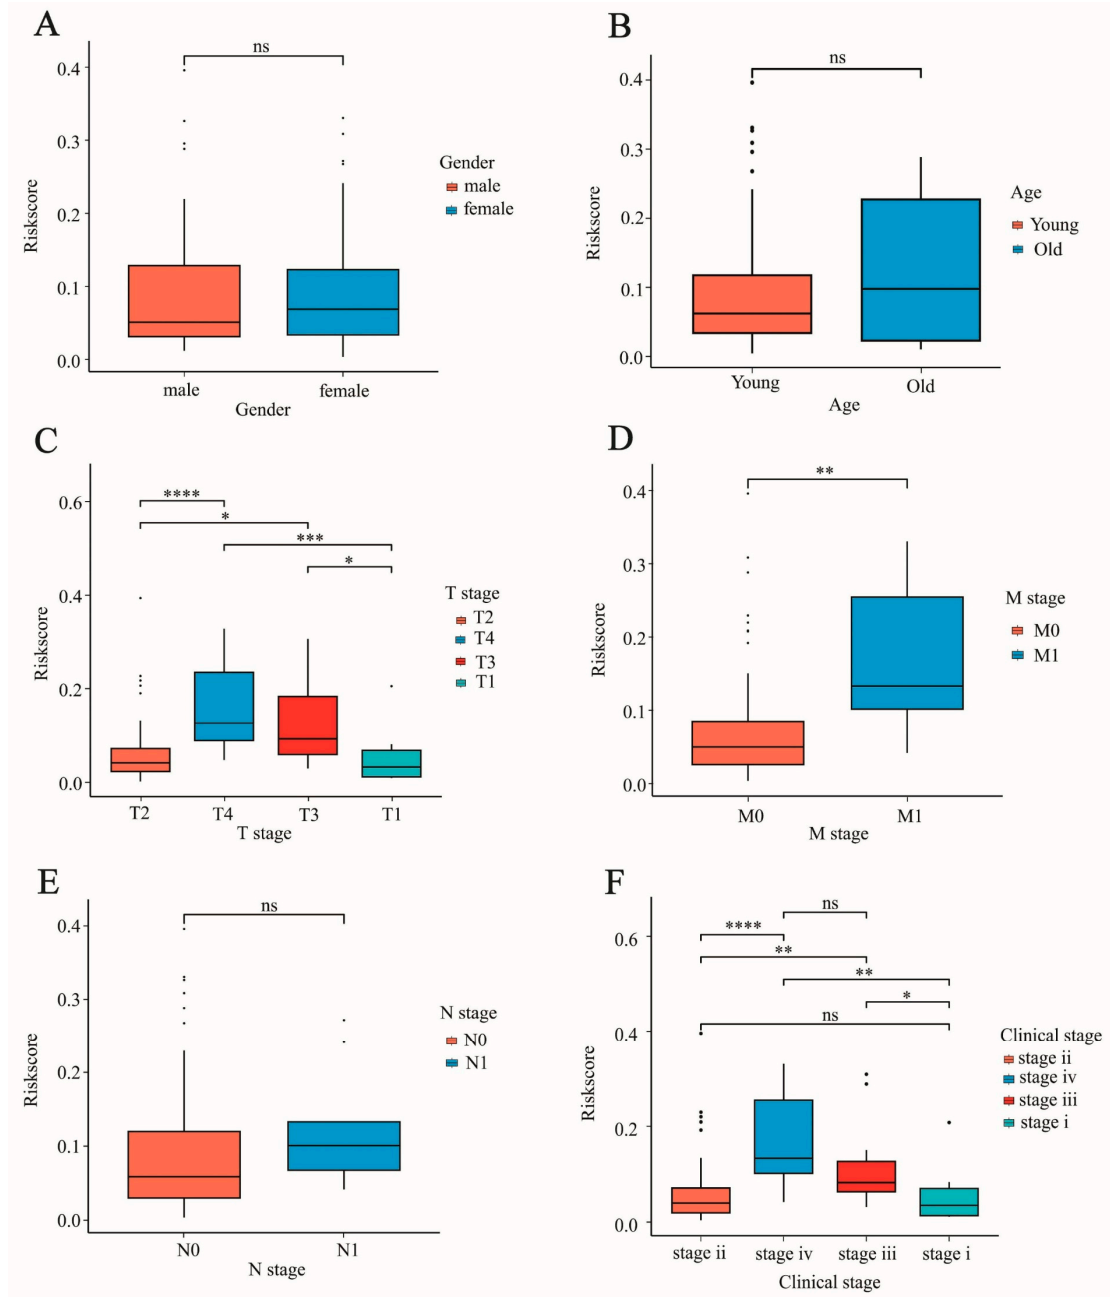 A
ns
0.4
0.3
0.2
0.1
0.0
Riskscore
male
female
Gender
Gender
male
female
B
ns
0.4
0.3
0.2
0.1
0.0
Riskscore
Young
Old
Age
Age
Young
Old
C
****
*
***
*
0.6
0.4
0.2
0.0
Riskscore
T2
T4
T3
T1
T stage
T stage
T2
T4
T3
T1
D
**
0.4
0.3
0.2
0.1
0.0
Riskscore
M0
M1
M stage
M stage
M0
M1
E
ns
0.4
0.3
0.2
0.1
0.0
Riskscore
N0
N1
N stage
N stage
N0
N1
F
ns
****
**
**
*
ns
0.6
0.4
0.2
0.0
Riskscore
stage ii
stage iv
stage iii
stage i
Clinical stage
Clinical stage
stage ii
stage iv
stage iii
stage i